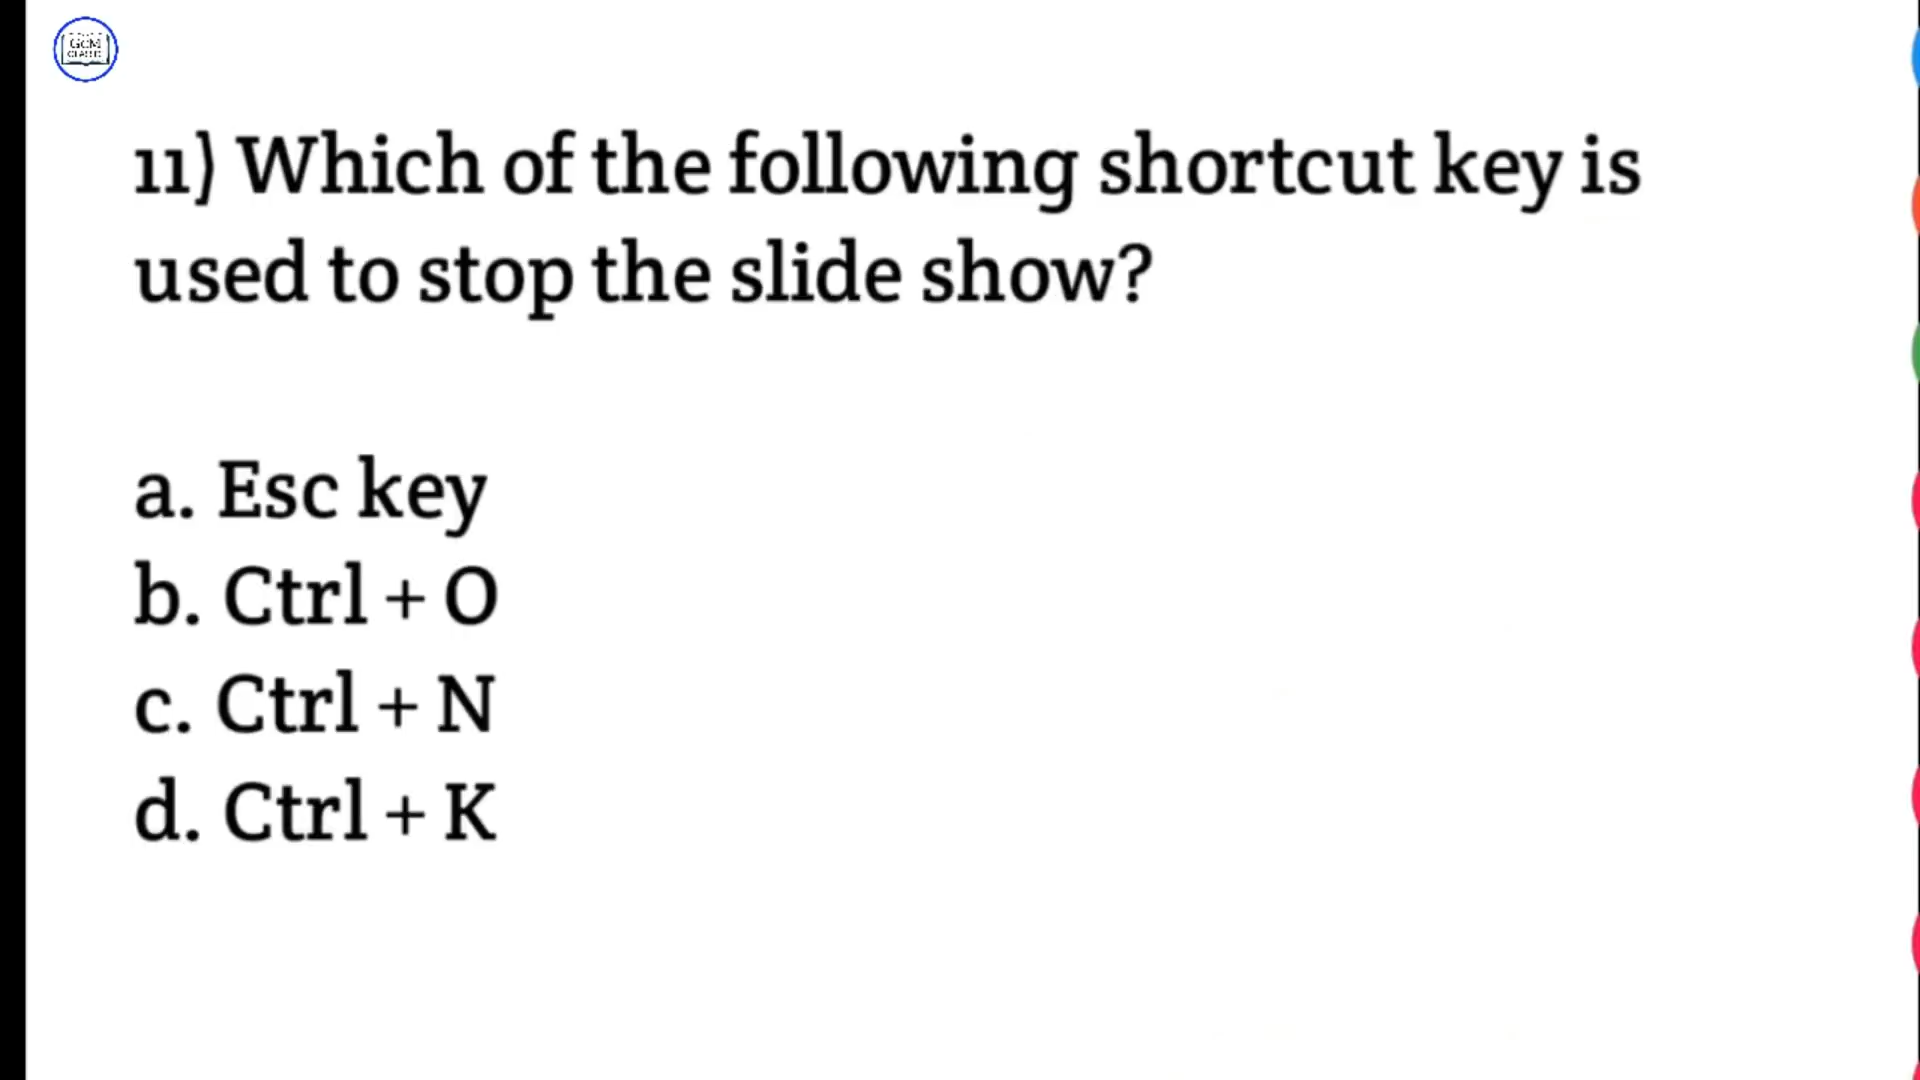 GCM
11) Which of the following shortcut key is
used to stop the slide show?
a. Esc key
b. Ctrl + O
c. Ctrl + N
d. Ctrl + K